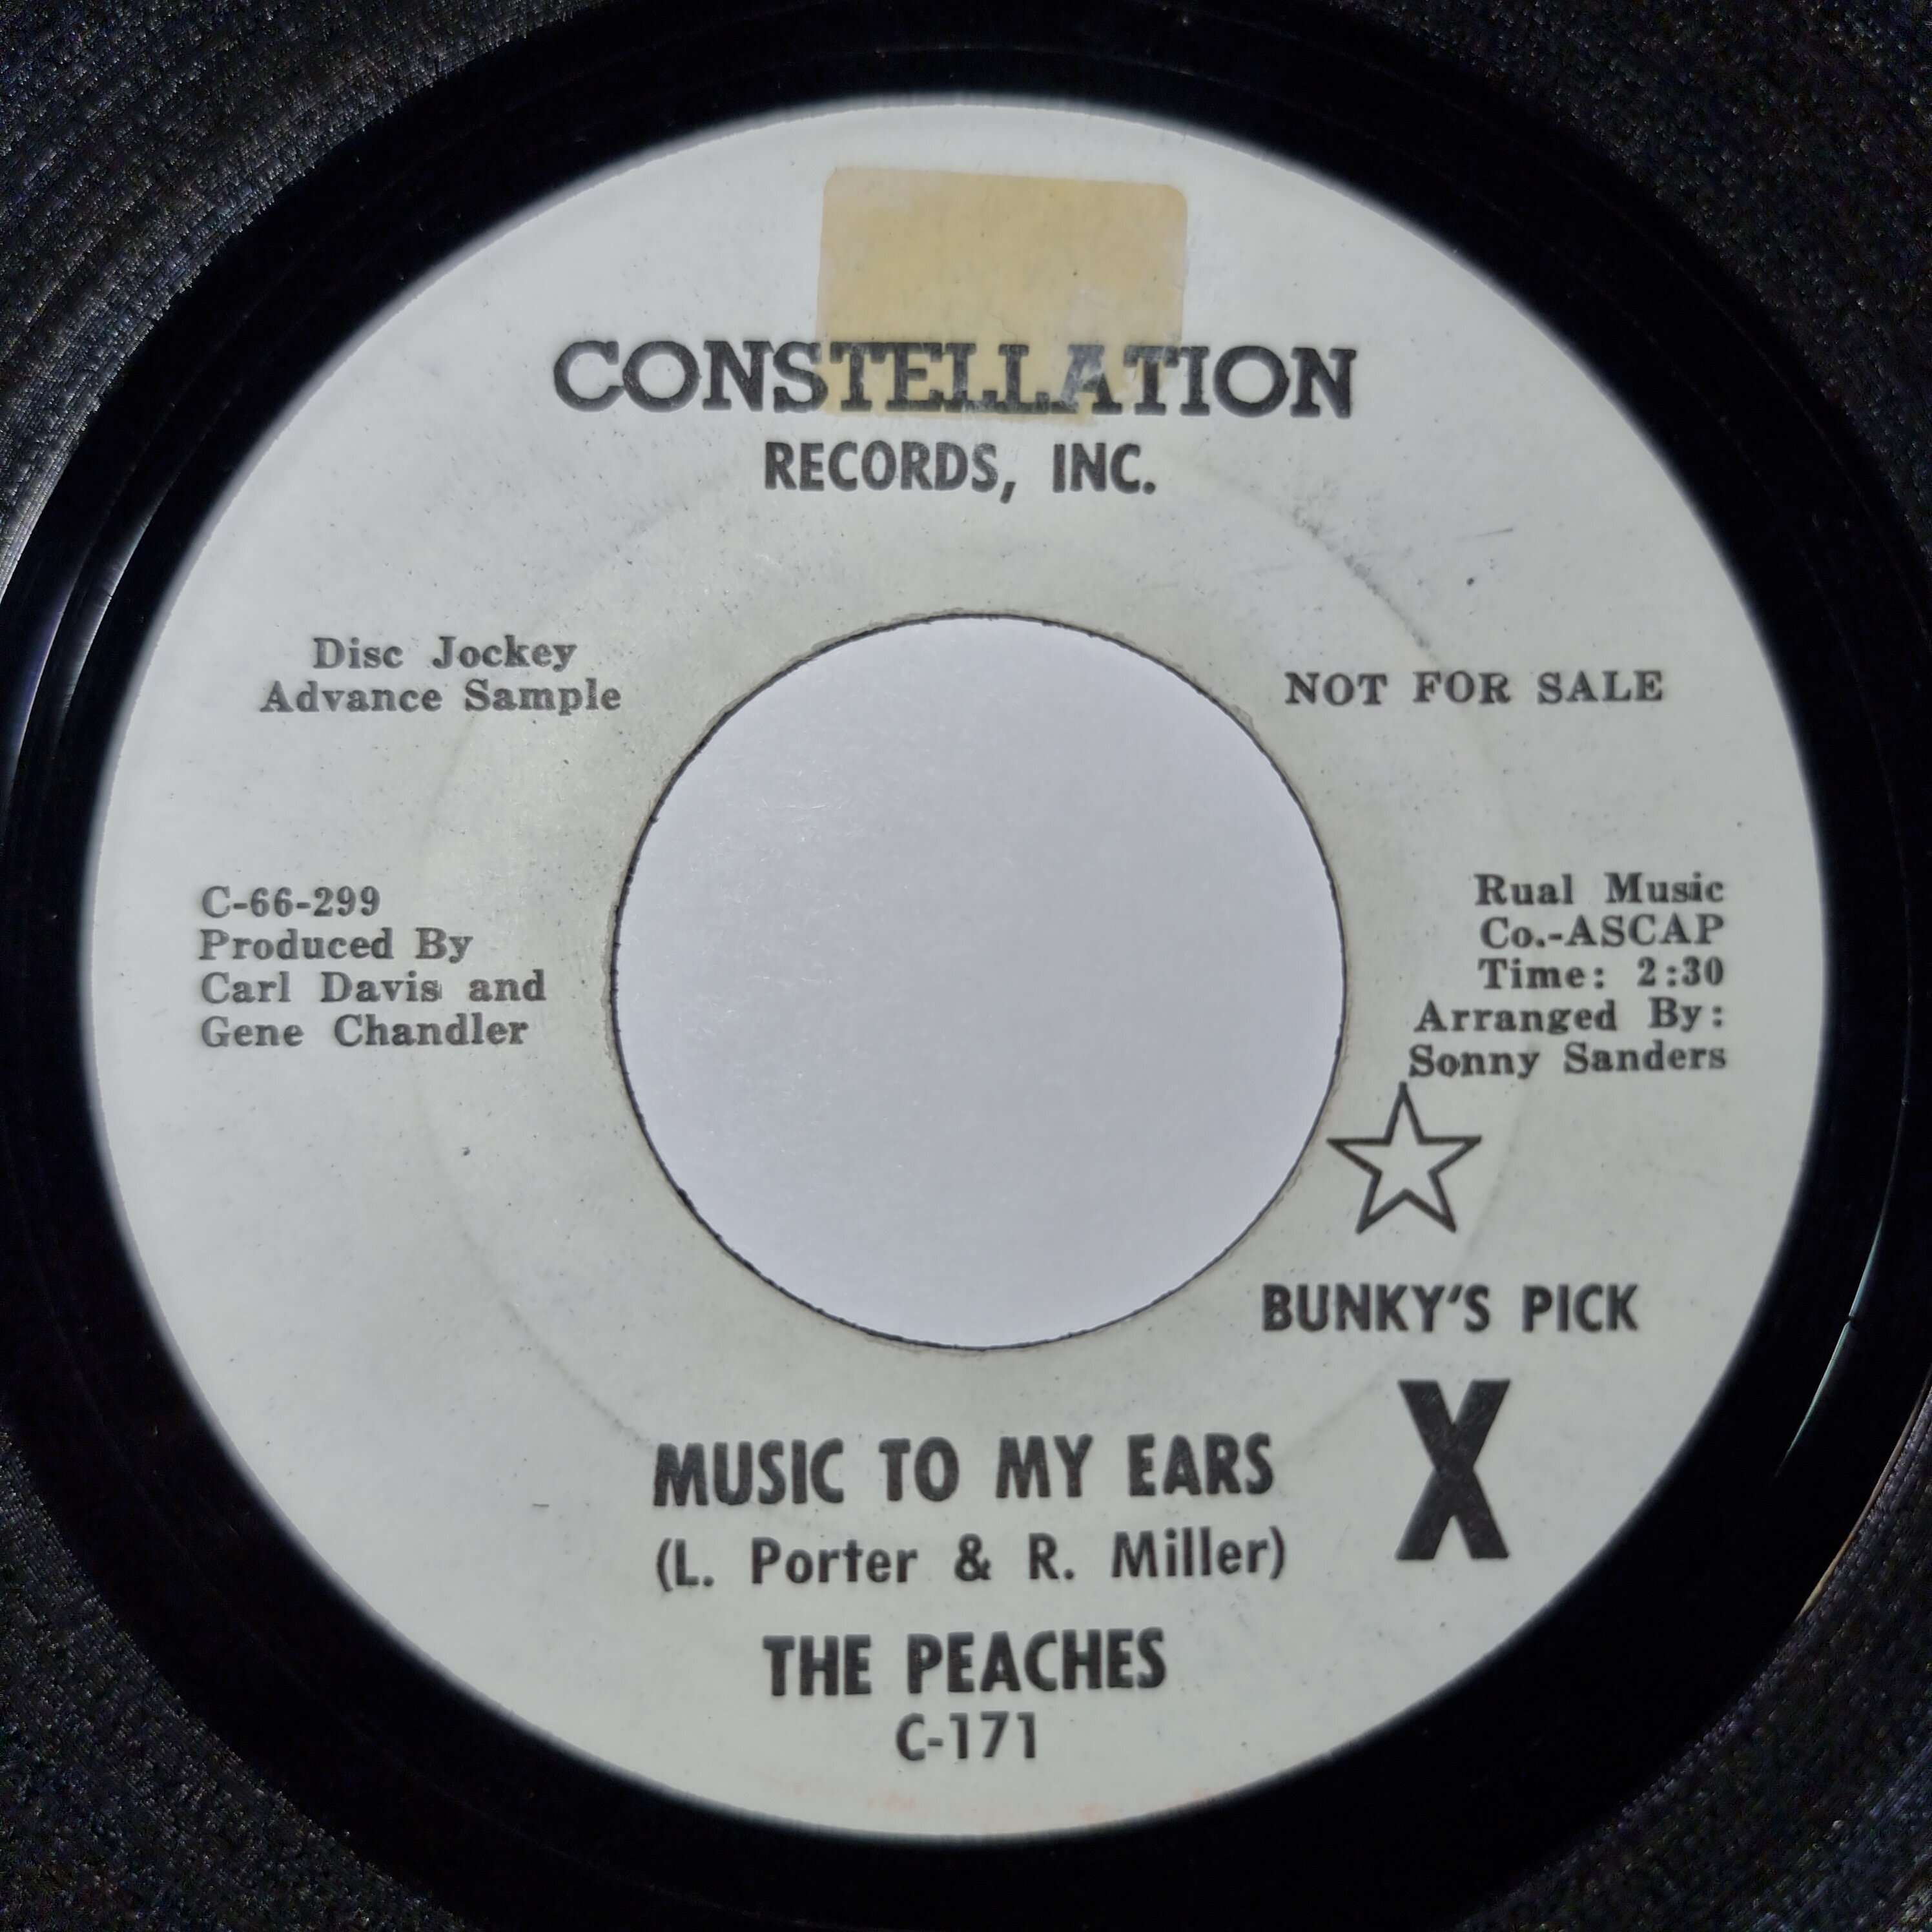 CONSTELLATION
RECORDS, INC.
Disc Jockey
Advance Sample
NOT FOR SALE
C-66-299
Produced By
Carl Davis and
Gene Chandler
Rual Music
Co.-ASCAP
Time: 2:30
Arranged By:
Sonny Sanders
BUNKY'S PICK
X
MUSIC TO MY EARS
(L. Porter & R. Miller)
THE PEACHES
C-171